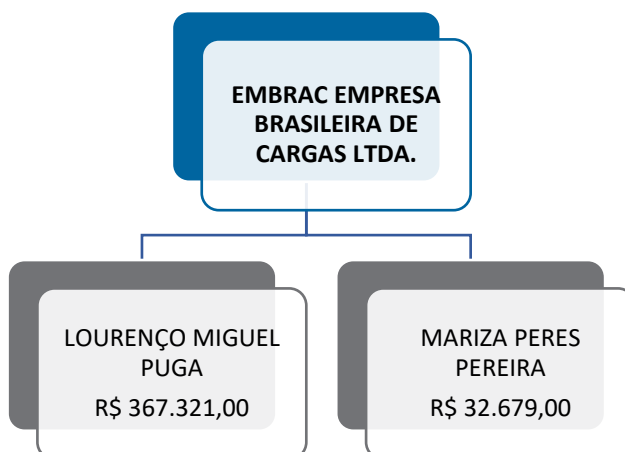 EMBRAC EMPRESA
BRASILEIRA DE
CARGAS LTDA.
LOURENÇO MIGUEL
PUGA
R$ 367.321,00
MARIZA PERES
PEREIRA
R$ 32.679,00